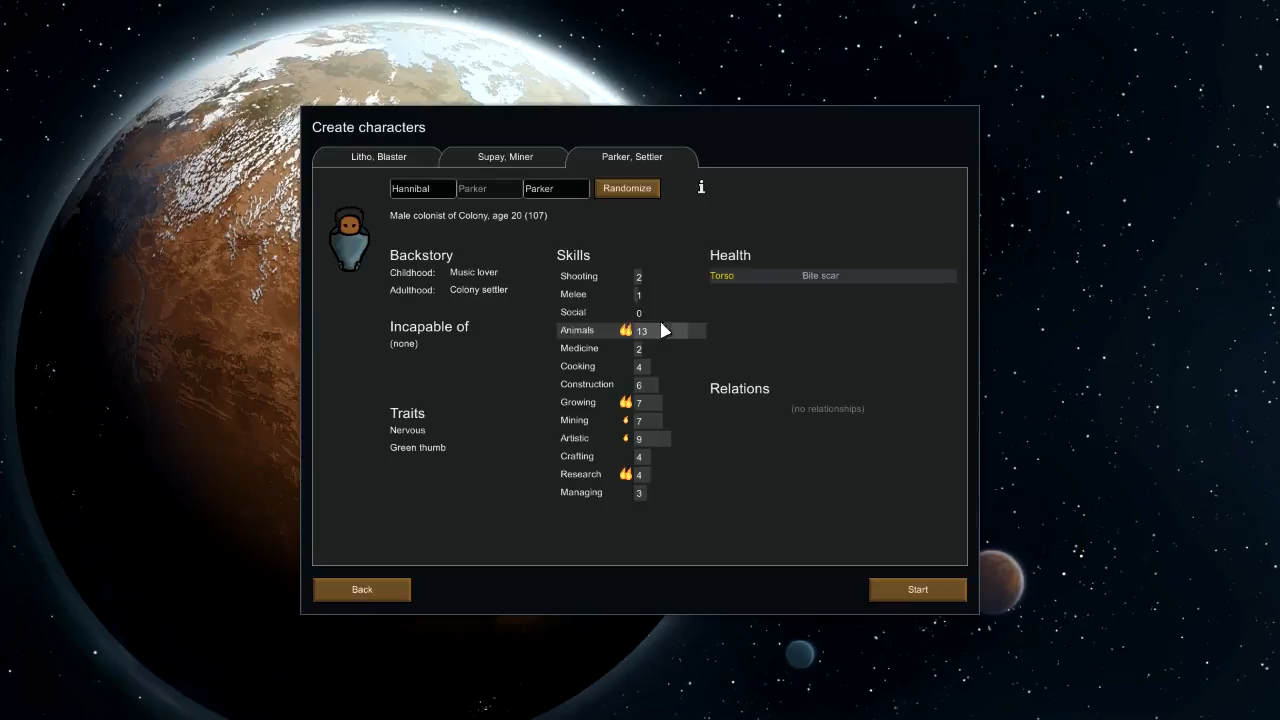 Create characters
Litho, Blaster
Supay, Miner
Parker, Settler
Hannibal
Parker
Parker
Randomize
i
Male colonist of Colony, age 20 (107)
Backstory
Childhood: Music lover
Adulthood: Colony settler
Incapable of
(none)
Traits
Nervous
Green thumb
Skills
Shooting 2
Melee 1
Social 0
Animals 13
Medicine 2
Cooking 4
Construction 6
Growing 7
Mining 7
Artistic 9
Crafting 4
Research 4
Managing 3
Health
Torso Bite scar
Relations
(no relationships)
Back
Start